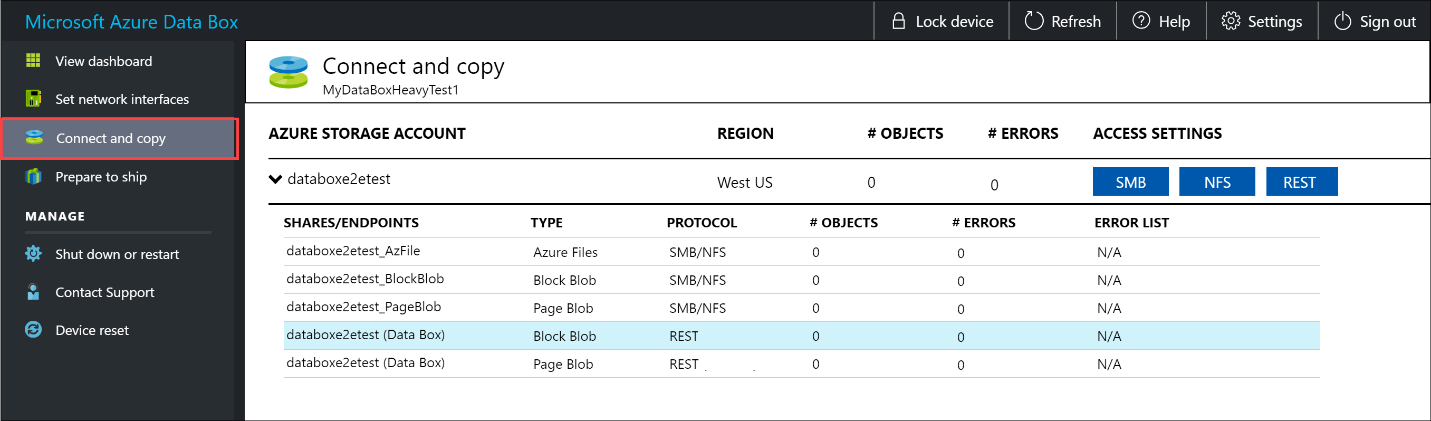 Microsoft Azure Data Box Lock device Refresh Help Settings Sign out
View dashboard
Set network interfaces
Connect and copy
Prepare to ship
MANAGE
Shut down or restart
Contact Support
Device reset
Connect and copy
MyDataBoxHeavyTest1
AZURE STORAGE ACCOUNT REGION # OBJECTS # ERRORS ACCESS SETTINGS
databoxe2etest West US 0 0 SMB NFS REST
SHARES/ENDPOINTS TYPE PROTOCOL # OBJECTS # ERRORS ERROR LIST
databoxe2etest_AzFile Azure Files SMB/NFS 0 0 N/A
databoxe2etest_BlockBlob Block Blob SMB/NFS 0 0 N/A
databoxe2etest_PageBlob Page Blob SMB/NFS 0 0 N/A
databoxe2etest (Data Box) Block Blob REST 0 0 N/A
databoxe2etest (Data Box) Page Blob REST 0 0 N/A